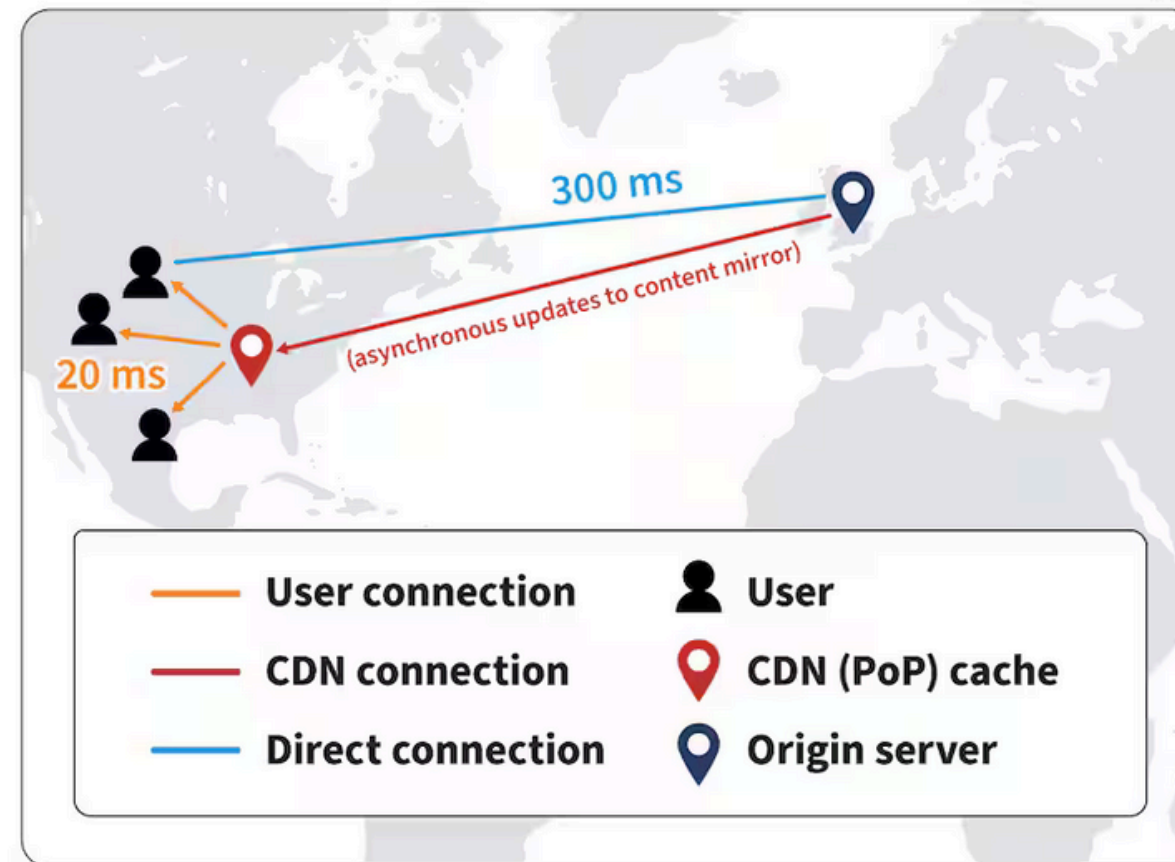 300 ms
(asynchronous updates to content mirror)
20 ms
User connection
User
CDN connection
CDN (PoP) cache
Direct connection
Origin server